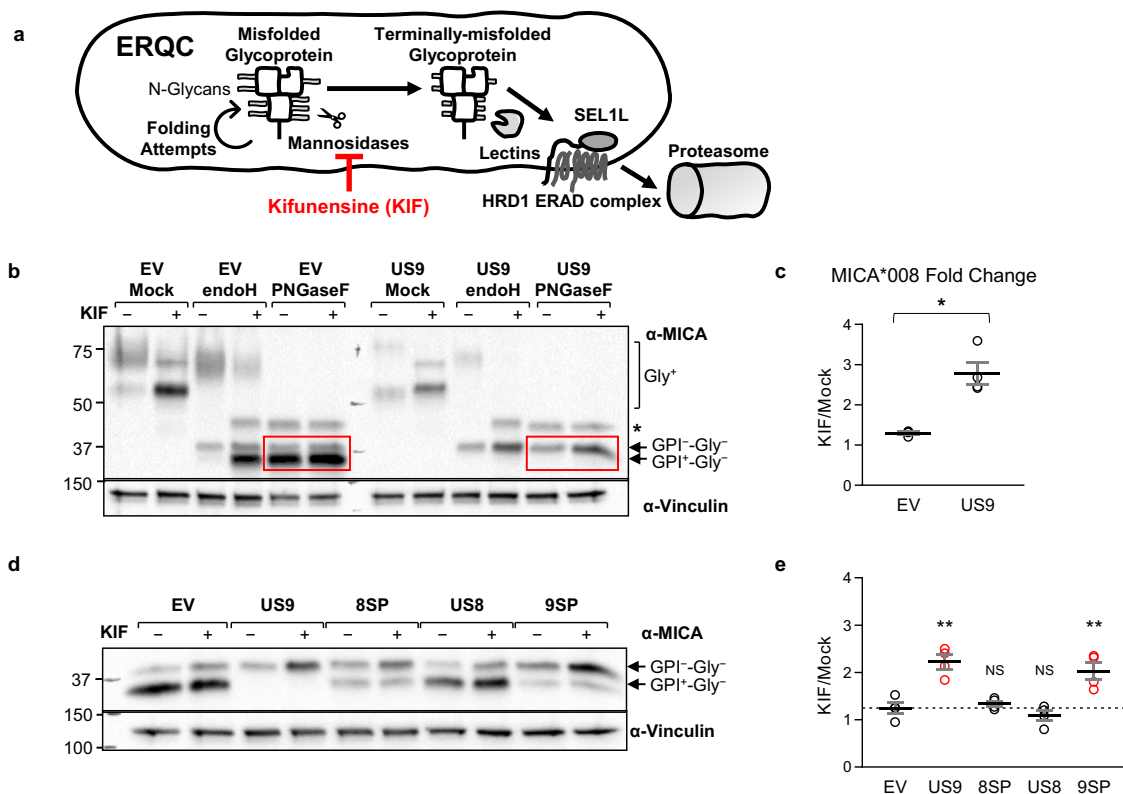 a
ERQC
Misfolded
Glycoprotein
Terminally-misfolded
Glycoprotein
N-Glycans
Folding
Attempts
Mannosidases
Lectins
SEL1L
HRD1 ERAD complex
Proteasome
Kifunensine (KIF)
b
EV
Mock
EV
endoH
EV
PNGaseF
US9
Mock
US9
endoH
US9
PNGaseF
KIF − + − + − + − + − + − +
α-MICA
75
50
37
150
Gly⁺
*
GPI⁻-Gly⁻
GPI⁺-Gly⁻
α-Vinculin
c
MICA*008 Fold Change
*
KIF/Mock
4
3
2
1
0
EV US9
d
EV US9 8SP US8 9SP
KIF − + − + − + − + − +
α-MICA
37
150
100
GPI⁻-Gly⁻
GPI⁺-Gly⁻
α-Vinculin
e
KIF/Mock
4
3
2
1
0
** NS NS **
EV US9 8SP US8 9SP